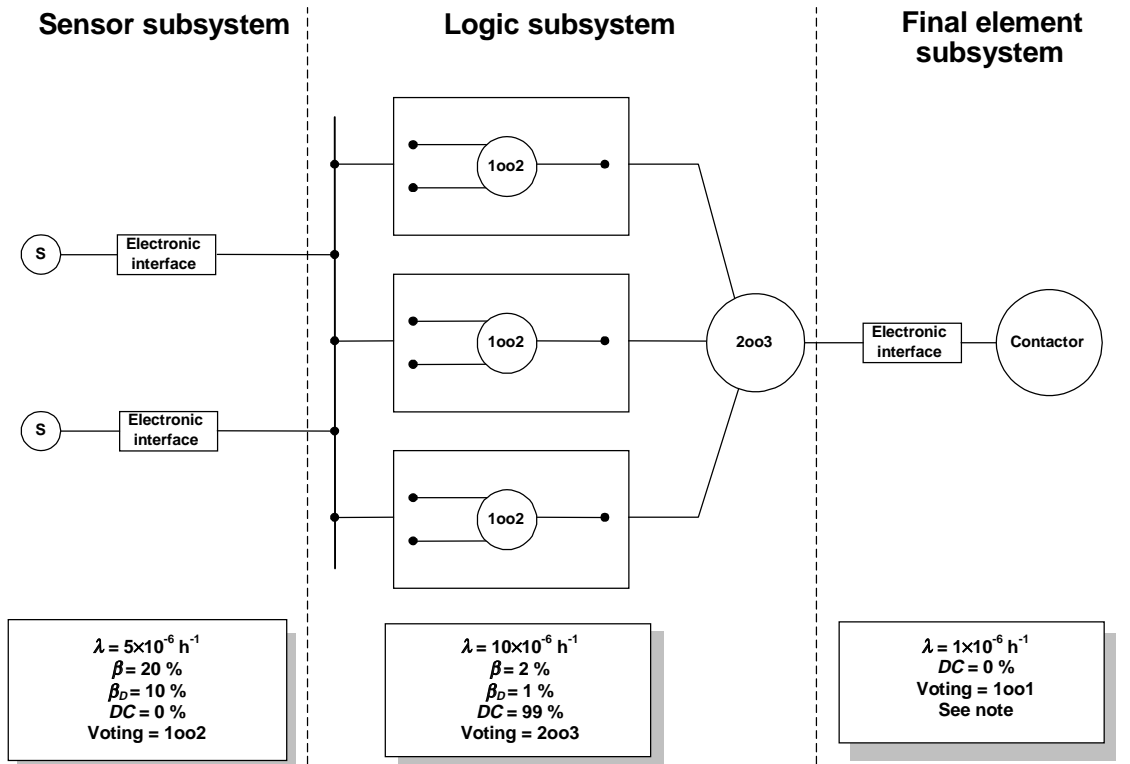 Sensor subsystem
Logic subsystem
Final element
subsystem
1oo2
S
Electronic
interface
1oo2
2oo3
Electronic
interface
Contactor
S
Electronic
interface
1oo2
λ = 5×10⁻⁶ h⁻¹
β = 20 %
β_D = 10 %
DC = 0 %
Voting = 1oo2
λ = 10×10⁻⁶ h⁻¹
β = 2 %
β_D = 1 %
DC = 99 %
Voting = 2oo3
λ = 1×10⁻⁶ h⁻¹
DC = 0 %
Voting = 1oo1
See note